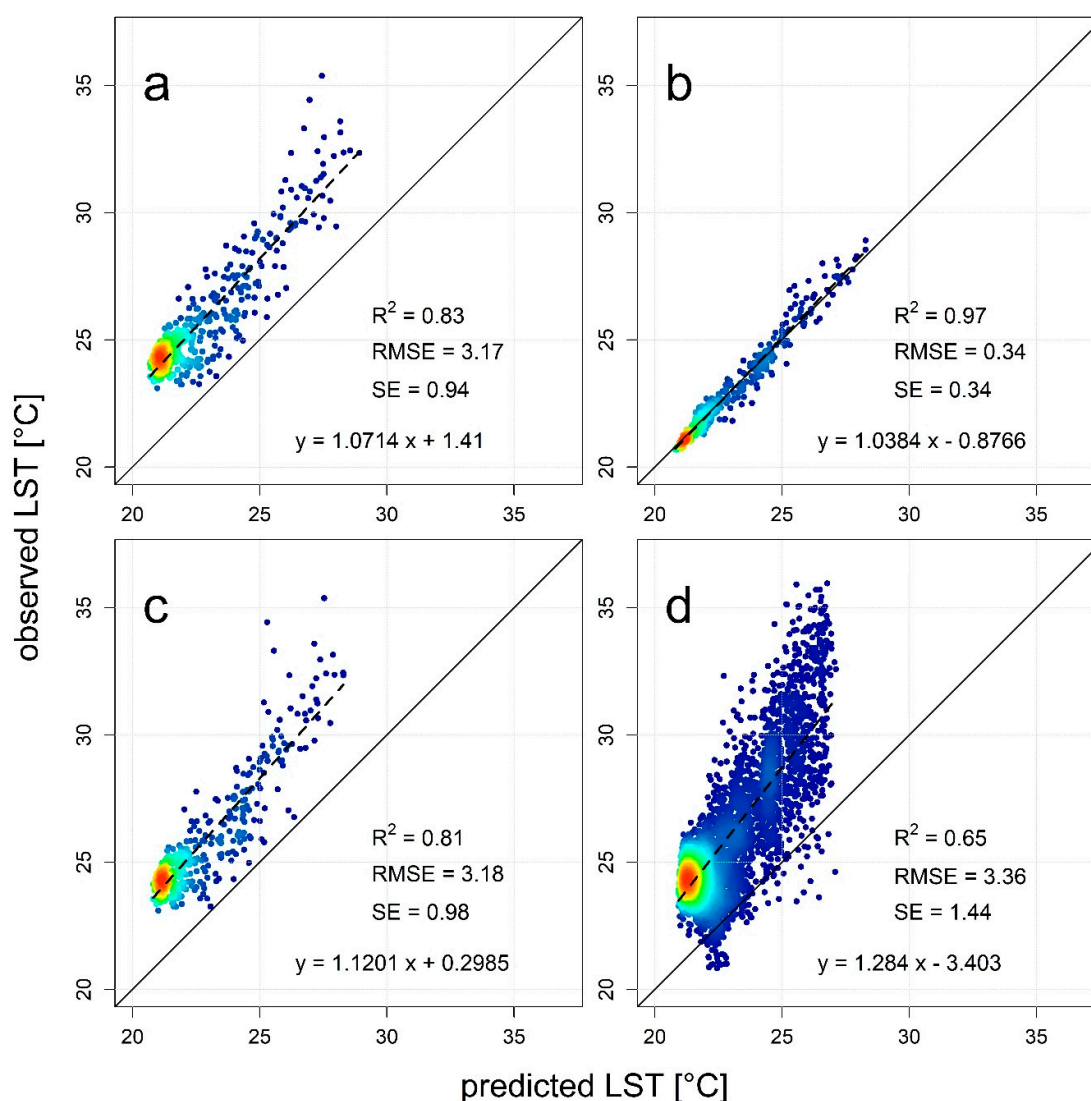 observed LST [°C]
a
35
30
25
20
R² = 0.83
RMSE = 3.17
SE = 0.94
y = 1.0714 x + 1.41
20 25 30 35
b
35
30
25
20
R² = 0.97
RMSE = 0.34
SE = 0.34
y = 1.0384 x - 0.8766
20 25 30 35
c
35
30
25
20
R² = 0.81
RMSE = 3.18
SE = 0.98
y = 1.1201 x + 0.2985
20 25 30 35
d
35
30
25
20
R² = 0.65
RMSE = 3.36
SE = 1.44
y = 1.284 x - 3.403
20 25 30 35
predicted LST [°C]